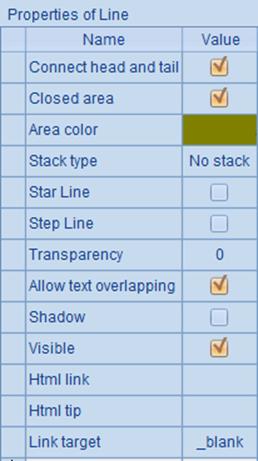 Properties of Line
Name Value
Connect head and tail
Closed area
Area color
Stack type No stack
Star Line
Step Line
Transparency 0
Allow text overlapping
Shadow
Visible
Html link
Html tip
Link target _blank